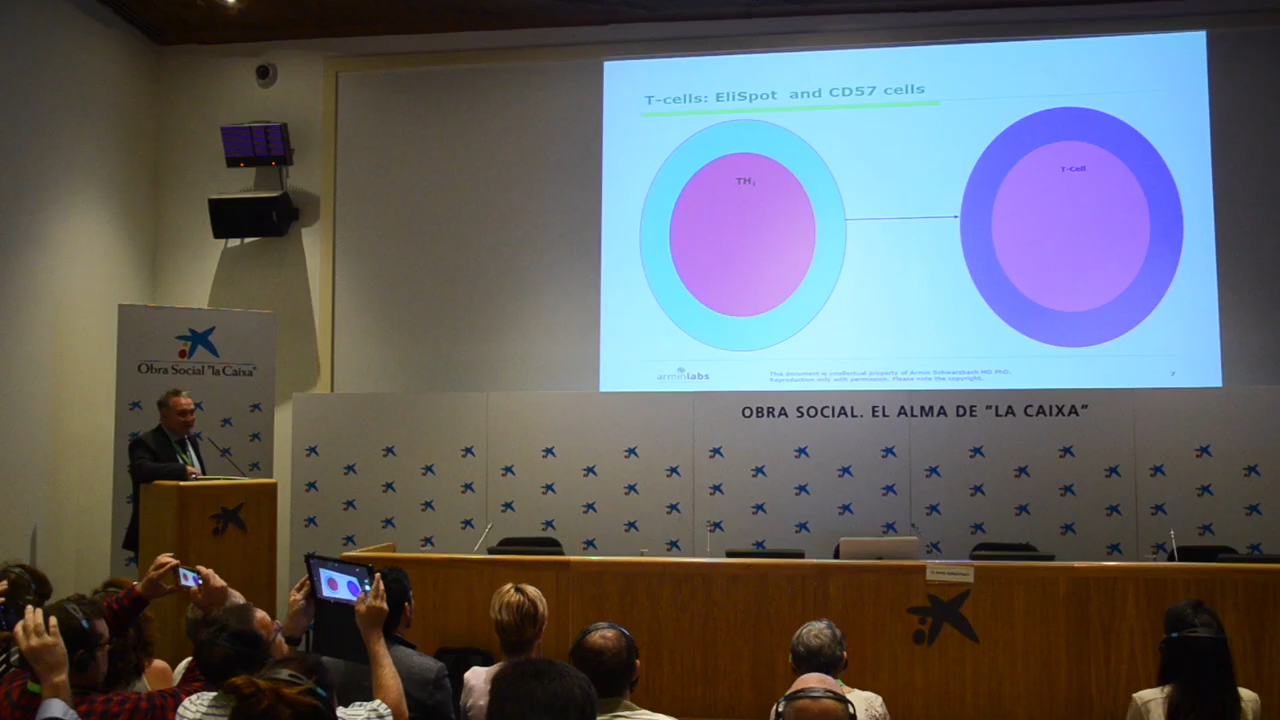 T-cells: EliSpot and CD57 cells
TH₁
T-Cell
arminlabs
This document is intellectual property of Armin Schwarzbach MD PhD.
Reproduction only with permission. Please note the copyright.
7
Obra Social "la Caixa"
OBRA SOCIAL. EL ALMA DE "LA CAIXA"